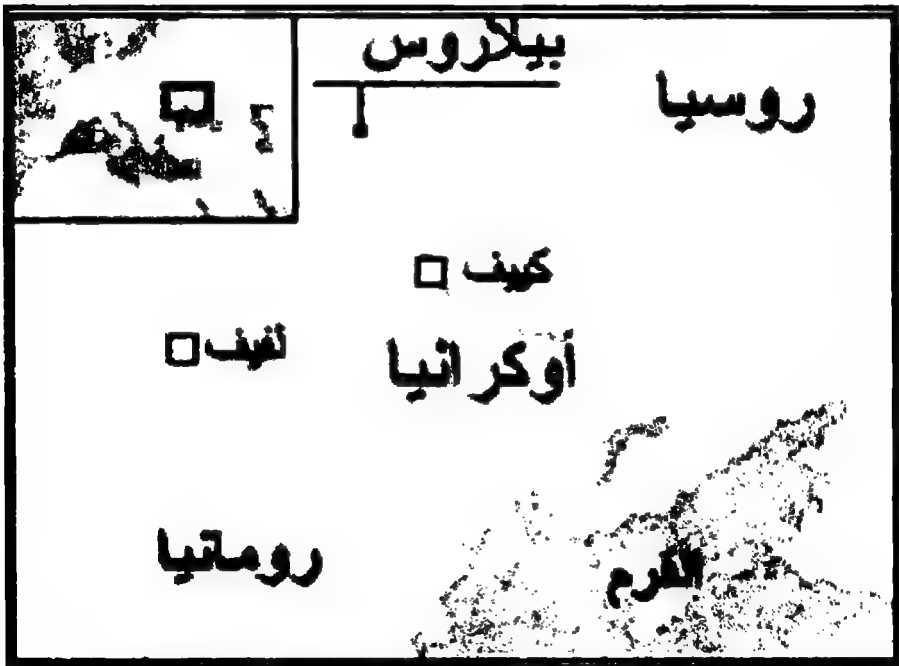 بيلاروس
روسيا
كييف
لفيف
أوكرانيا
رومانيا
القرم